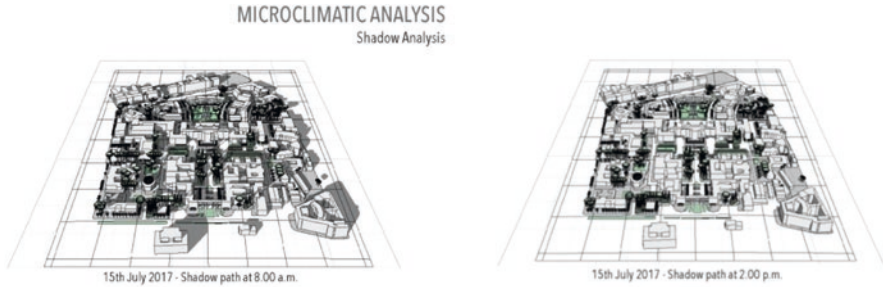 MICROCLIMATIC ANALYSIS
Shadow Analysis
15th July 2017 - Shadow path at 8.00 a.m.
15th July 2017 - Shadow path at 2.00 p.m.